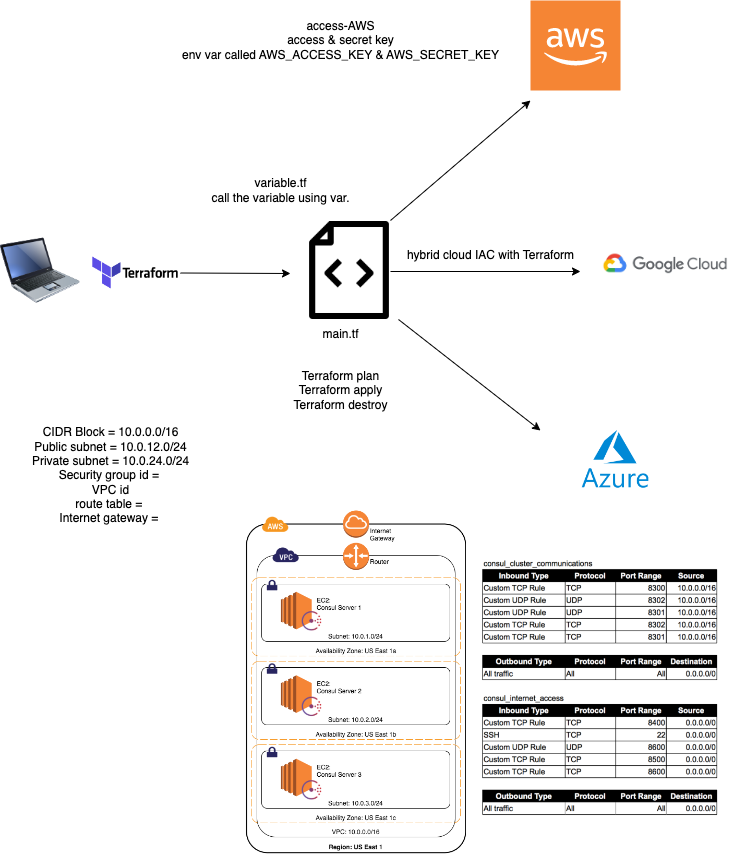 access-AWS
access & secret key
env var called AWS_ACCESS_KEY & AWS_SECRET_KEY
aws
variable.tf
call the variable using var.
Terraform
hybrid cloud IAC with Terraform
Google Cloud
main.tf
Terraform plan
Terraform apply
Terraform destroy
Azure
CIDR Block = 10.0.0.0/16
Public subnet = 10.0.12.0/24
Private subnet = 10.0.24.0/24
Security group id =
VPC id
route table =
Internet gateway =
AWS
Internet
Gateway
VPC
Router
EC2:
Consul Server 1
Subnet: 10.0.1.0/24
Availability Zone: US East 1a
EC2:
Consul Server 2
Subnet: 10.0.2.0/24
Availability Zone: US East 1b
EC2:
Consul Server 3
Subnet: 10.0.3.0/24
Availability Zone: US East 1c
VPC: 10.0.0.0/16
Region: US East 1
consul_cluster_communications
Inbound Type Protocol Port Range Source
Custom TCP Rule TCP 8300 10.0.0.0/16
Custom UDP Rule UDP 8302 10.0.0.0/16
Custom UDP Rule UDP 8301 10.0.0.0/16
Custom TCP Rule TCP 8302 10.0.0.0/16
Custom TCP Rule TCP 8301 10.0.0.0/16
Outbound Type Protocol Port Range Destination
All traffic All All 0.0.0.0/0
consul_internet_access
Inbound Type Protocol Port Range Source
Custom TCP Rule TCP 8400 0.0.0.0/0
SSH TCP 22 0.0.0.0/0
Custom UDP Rule UDP 8600 0.0.0.0/0
Custom TCP Rule TCP 8500 0.0.0.0/0
Custom TCP Rule TCP 8600 0.0.0.0/0
Outbound Type Protocol Port Range Destination
All traffic All All 0.0.0.0/0